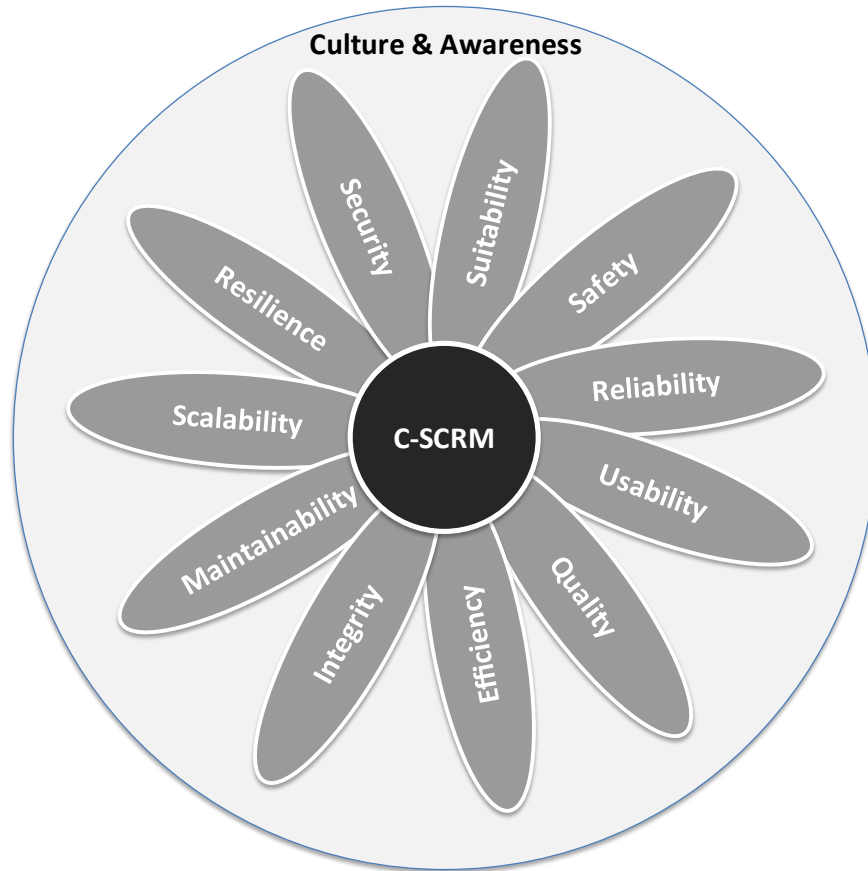 Culture & Awareness
Security
Suitability
Safety
Resilience
Reliability
Scalability
C-SCRM
Usability
Maintainability
Quality
Integrity
Efficiency